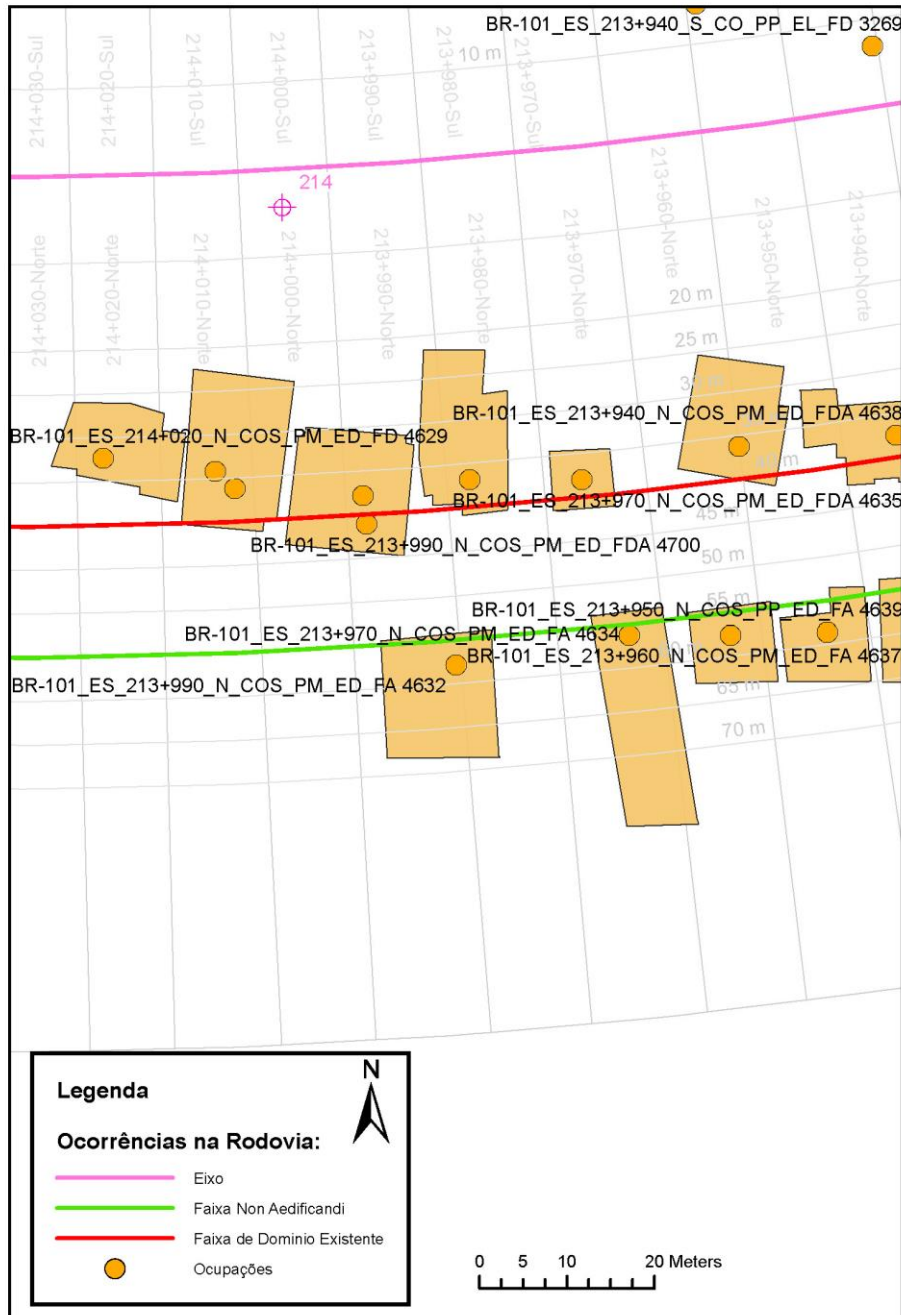 BR-101_ES_213+940_S_CO_PP_EL_FD 3269
214+030-Sul
214+020-Sul
214+010-Sul
214+000-Sul
213+990-Sul
213+980-Sul
213+970-Sul
10 m
214
214+030-Norte
214+020-Norte
214+010-Norte
214+000-Norte
213+990-Norte
213+980-Norte
213+970-Norte
213+960-Norte
213+950-Norte
213+940-Norte
20 m
25 m
BR-101_ES_213+940_N_COS_PM_ED_FDA 4638
BR-101_ES_214+020_N_COS_PM_ED_FD 4629
BR-101_ES_213+970_N_COS_PM_ED_FDA 4635
45 m
BR-101_ES_213+990_N_COS_PM_ED_FDA 4700
50 m
55 m
BR-101_ES_213+950_N_COS_PP_ED_FA 4639
BR-101_ES_213+970_N_COS_PM_ED_FA 4634
BR-101_ES_213+960_N_COS_PM_ED_FA 4637
BR-101_ES_213+990_N_COS_PM_ED_FA 4632
65 m
70 m
Legenda
N
Ocorrências na Rodovia:
Eixo
Faixa Non Aedificandi
Faixa de Dominio Existente
Ocupações
0 5 10 20 Meters